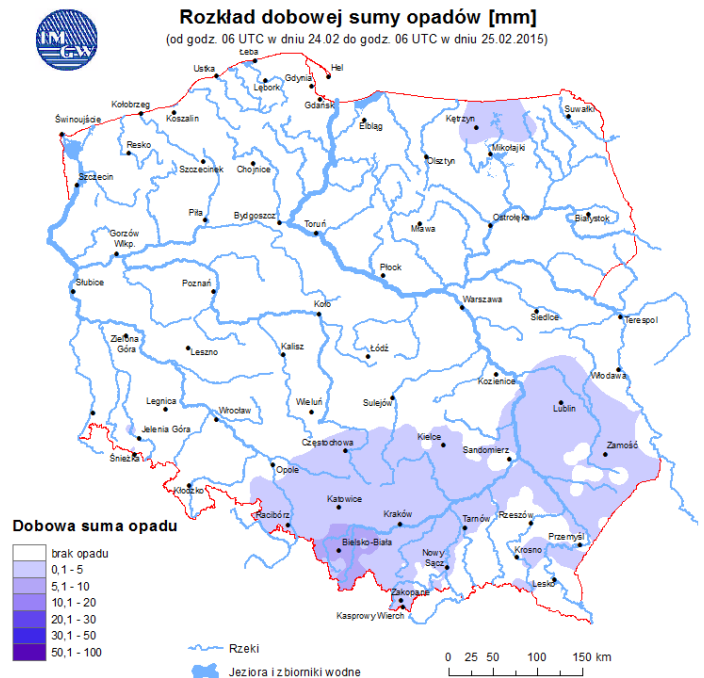 IMGW
Rozkład dobowej sumy opadów [mm]
(od godz. 06 UTC w dniu 24.02 do godz. 06 UTC w dniu 25.02.2015)
Łeba
Ustka
Hel
Gdynia
Lębork
Gdańsk
Kołobrzeg
Koszalin
Suwałki
Świnoujście
Elbląg
Kętrzyn
Resko
Mikołajki
Szczecinek
Chojnice
Olsztyn
Szczecin
Piła
Bydgoszcz
Toruń
Mława
Ostrołęka
Białystok
Gorzów
Wlkp.
Płock
Słubice
Poznań
Koło
Warszawa
Siedlce
Terespol
Zielona
Góra
Leszno
Kalisz
Łódź
Kozienice
Włodawa
Legnica
Wrocław
Wieluń
Sulejów
Lublin
Jelenia Góra
Częstochowa
Kielce
Sandomierz
Zamość
Śnieżka
Opole
Kłodzko
Katowice
Racibórz
Kraków
Tarnów
Rzeszów
Bielsko-Biała
Przemyśl
Nowy
Sącz
Krosno
Lesko
Zakopane
Kasprowy Wierch
Dobowa suma opadu
brak opadu
0,1 - 5
5,1 - 10
10,1 - 20
20,1 - 30
30,1 - 50
50,1 - 100
Rzeki
Jeziora i zbiorniki wodne
0 25 50 100 150 km